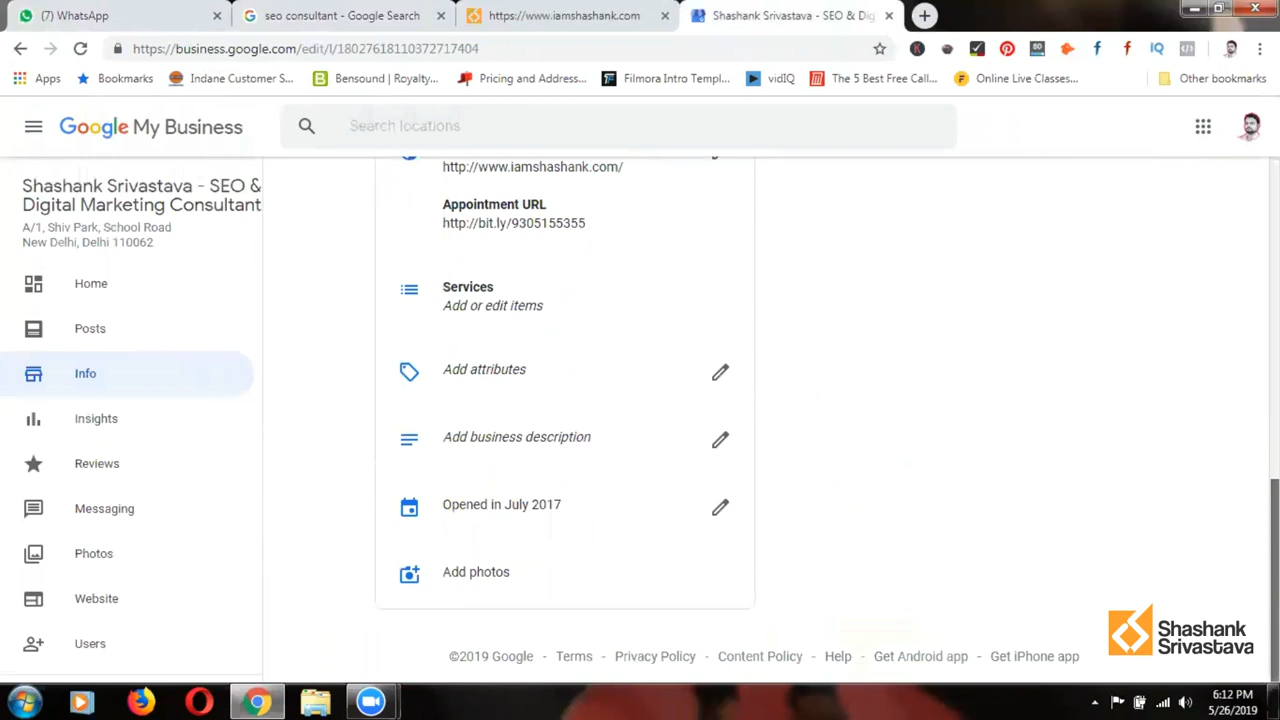 (7) WhatsApp
seo consultant - Google Search
https://www.iamshashank.com
Shashank Srivastava - SEO & Dig
https://business.google.com/edit/l/18027618110372717404
Apps
Bookmarks
Indane Customer S...
Bensound | Royalty...
Pricing and Address...
Filmora Intro Templ...
vidIQ
The 5 Best Free Call...
Online Live Classes...
Other bookmarks
Google My Business
Search locations
Shashank Srivastava - SEO &
Digital Marketing Consultant
A/1, Shiv Park, School Road
New Delhi, Delhi 110062
Home
Posts
Info
Insights
Reviews
Messaging
Photos
Website
Users
http://www.iamshashank.com/
Appointment URL
http://bit.ly/9305155355
Services
Add or edit items
Add attributes
Add business description
Opened in July 2017
Add photos
©2019 Google - Terms - Privacy Policy - Content Policy - Help - Get Android app - Get iPhone app
Shashank
Srivastava
6:12 PM
5/26/2019